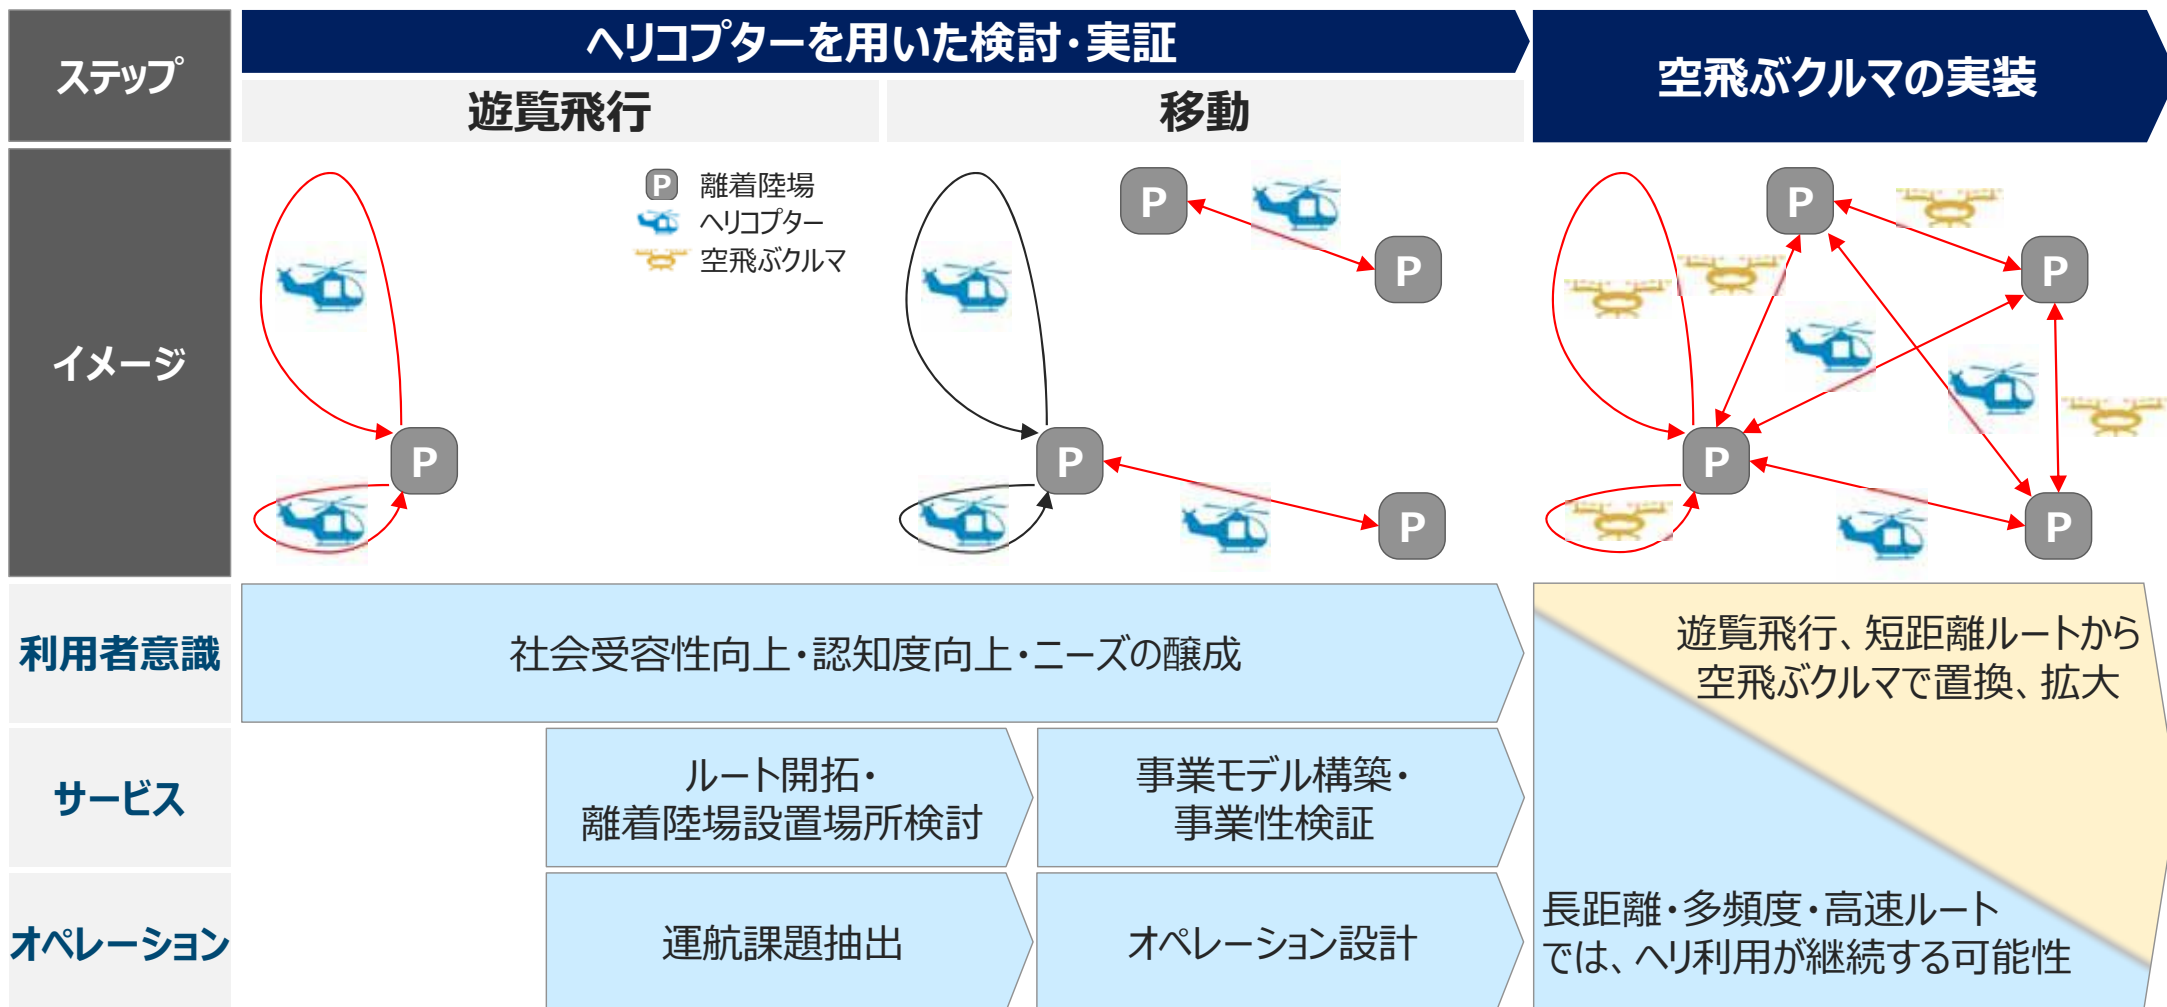 ステップ
ヘリコプターを用いた検討・実証
遊覧飛行
移動
空飛ぶクルマの実装
イメージ
P 離着陸場
ヘリコプター
空飛ぶクルマ
P
P
P
P
P
P
P
P
P
利用者意識
社会受容性向上・認知度向上・ニーズの醸成
遊覧飛行、短距離ルートから
空飛ぶクルマで置換、拡大
サービス
ルート開拓・
離着陸場設置場所検討
事業モデル構築・
事業性検証
オペレーション
運航課題抽出
オペレーション設計
長距離・多頻度・高速ルート
では、ヘリ利用が継続する可能性